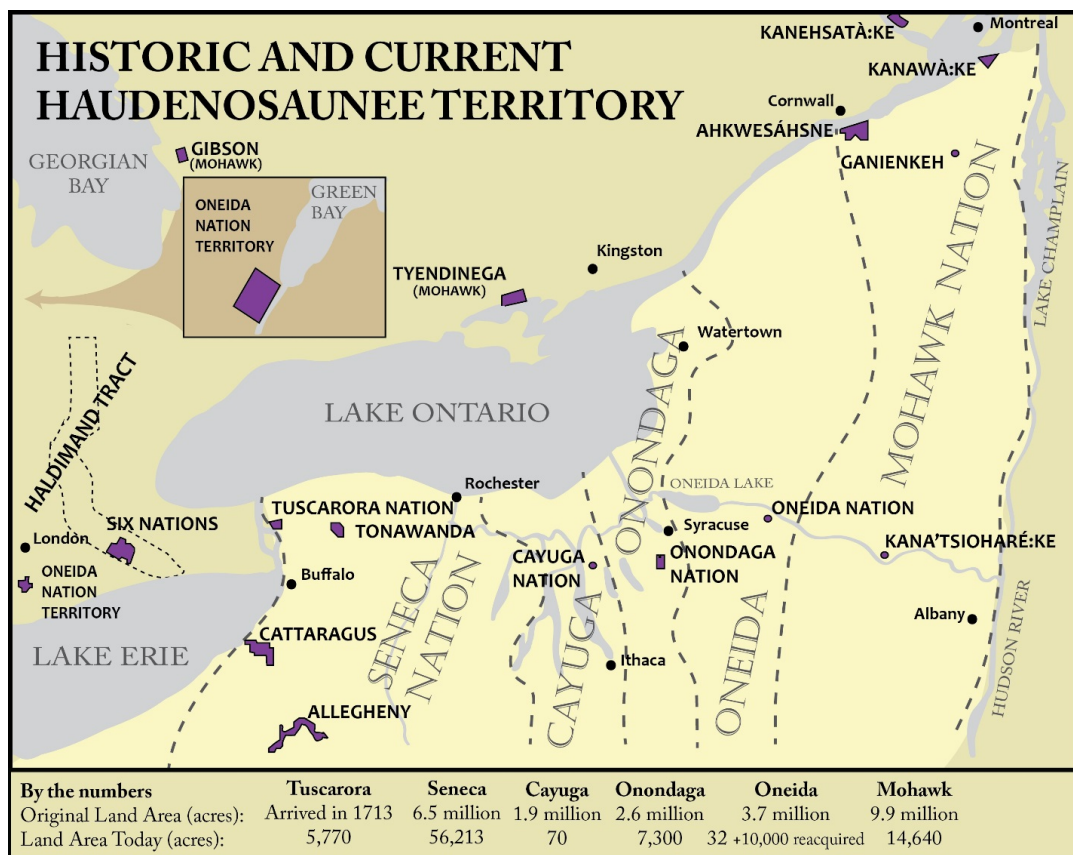 HISTORIC AND CURRENT
HAUDENOSAUNEE TERRITORY
KANEHSATÀ:KE
Montreal
KANAWÀ:KE
Cornwall
AHKWESÁHSNE
GANIENKEH
GEORGIAN
BAY
GIBSON
(MOHAWK)
ONEIDA
NATION
TERRITORY
GREEN
BAY
LAKE CHAMPLAIN
MOHAWK NATION
Kingston
TYENDINEGA
(MOHAWK)
Watertown
ONONDAGA
LAKE ONTARIO
HALDIMAND TRACT
Rochester
ONEIDA LAKE
TUSCARORA NATION
TONAWANDA
ONEIDA NATION
SIX NATIONS
Syracuse
KANA'TSIOHARÉ:KE
London
CAYUGA
NATION
ONONDAGA
NATION
ONEIDA
NATION
TERRITORY
Buffalo
SENECA
NATION
CAYUGA
ONEIDA
Albany
HUDSON RIVER
LAKE ERIE
CATTARAGUS
Ithaca
ALLEGHENY
By the numbers Tuscarora Seneca Cayuga Onondaga Oneida Mohawk
Original Land Area (acres): Arrived in 1713 6.5 million 1.9 million 2.6 million 3.7 million 9.9 million
Land Area Today (acres): 5,770 56,213 70 7,300 32 +10,000 reacquired 14,640